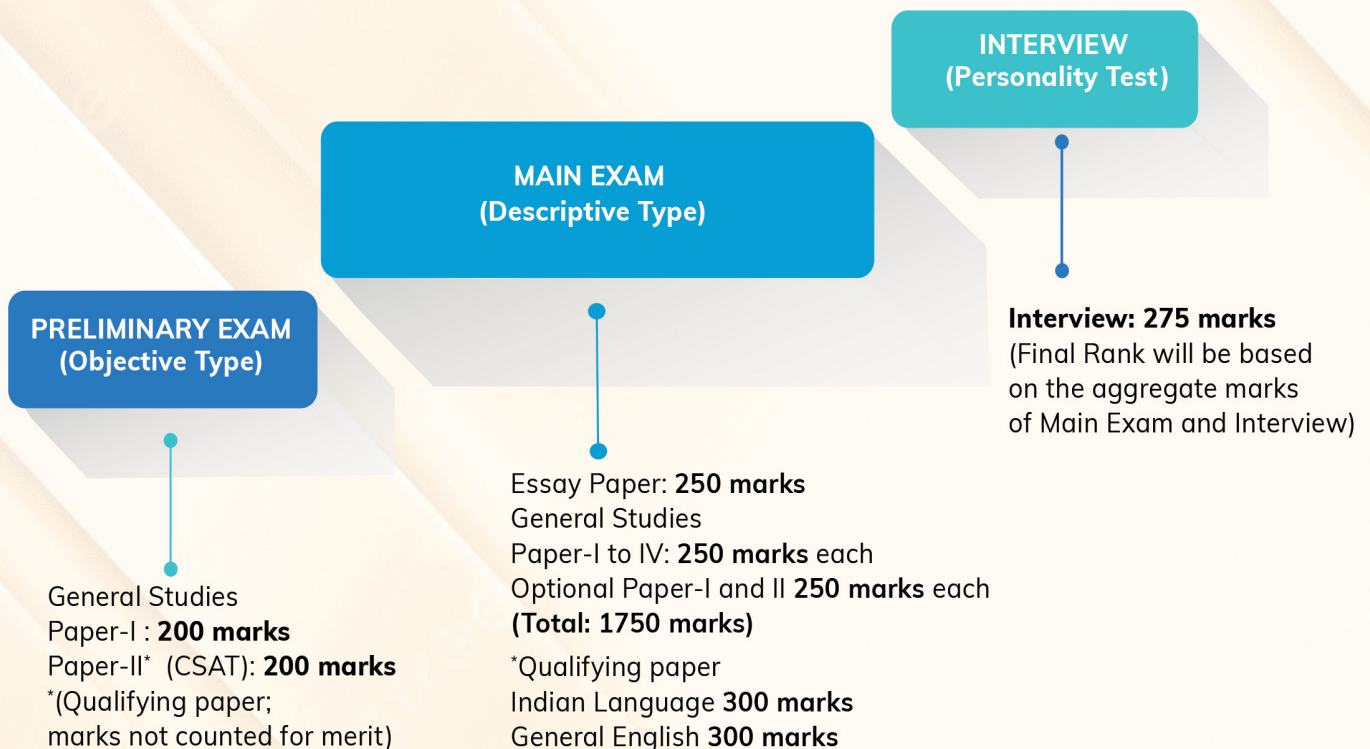 PRELIMINARY EXAM
(Objective Type)
General Studies
Paper-I : 200 marks
Paper-II* (CSAT): 200 marks
*(Qualifying paper;
marks not counted for merit)
MAIN EXAM
(Descriptive Type)
Essay Paper: 250 marks
General Studies
Paper-I to IV: 250 marks each
Optional Paper-I and II 250 marks each
(Total: 1750 marks)
*Qualifying paper
Indian Language 300 marks
General English 300 marks
INTERVIEW
(Personality Test)
Interview: 275 marks
(Final Rank will be based
on the aggregate marks
of Main Exam and Interview)